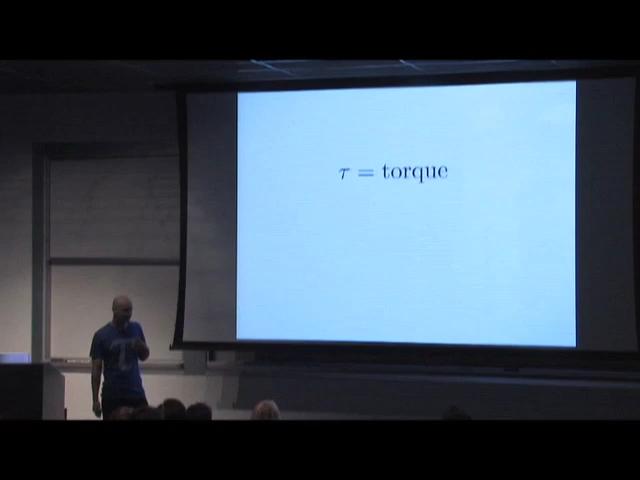 τ = torque